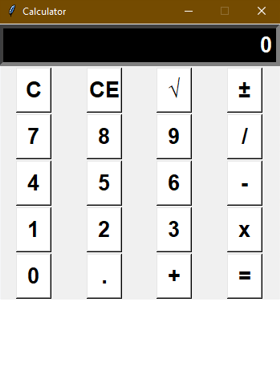 Calculator
0
C CE √ ±
7 8 9 /
4 5 6 -
1 2 3 x
0 . + =